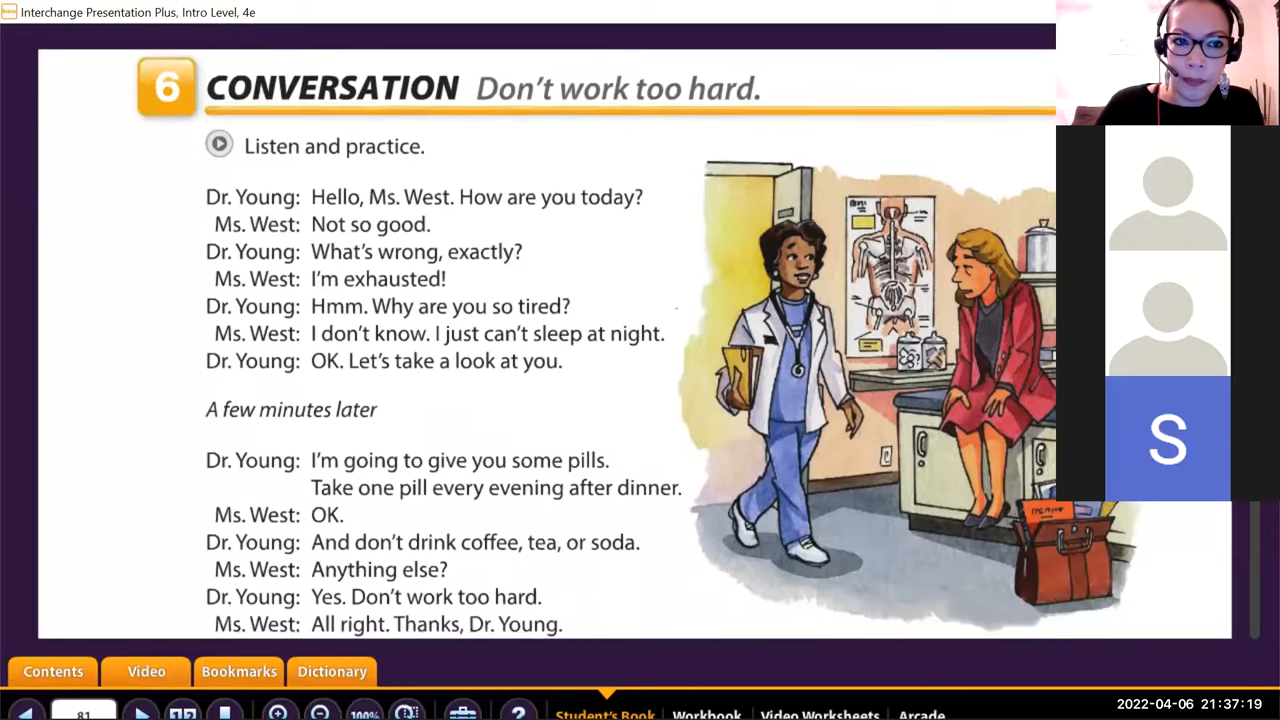 Interchange Presentation Plus, Intro Level, 4e
6 CONVERSATION Don't work too hard.
Listen and practice.
Dr. Young: Hello, Ms. West. How are you today?
Ms. West: Not so good.
Dr. Young: What's wrong, exactly?
Ms. West: I'm exhausted!
Dr. Young: Hmm. Why are you so tired?
Ms. West: I don't know. I just can't sleep at night.
Dr. Young: OK. Let's take a look at you.
A few minutes later
Dr. Young: I'm going to give you some pills.
Take one pill every evening after dinner.
Ms. West: OK.
Dr. Young: And don't drink coffee, tea, or soda.
Ms. West: Anything else?
Dr. Young: Yes. Don't work too hard.
Ms. West: All right. Thanks, Dr. Young.
S
Contents Video Bookmarks Dictionary
81 100% ? Student's Book Workbook Video Worksheets Arcade
2022-04-06 21:37:19